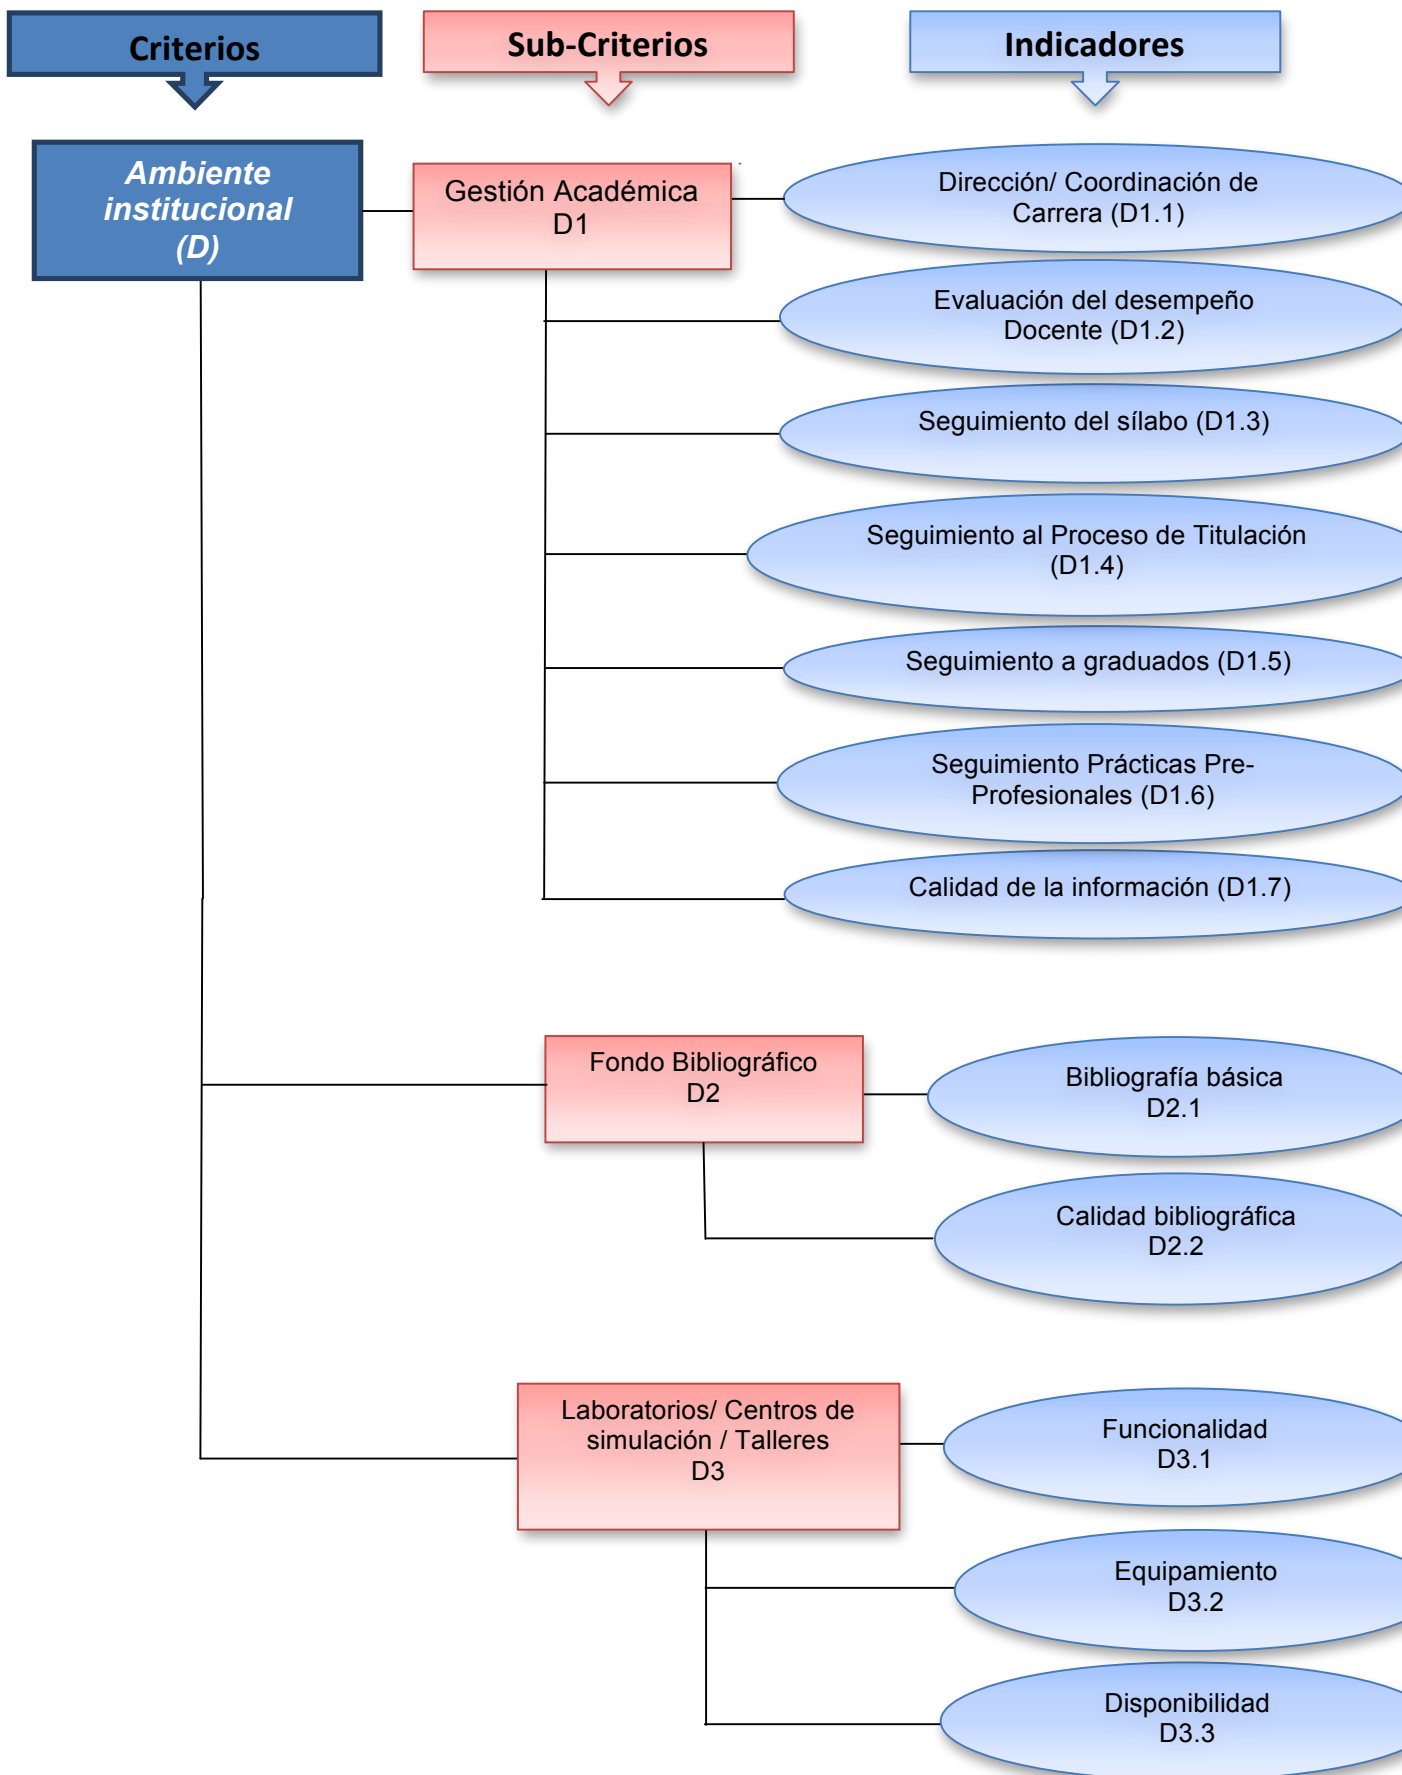 Criterios
Sub-Criterios
Indicadores
Ambiente
institucional
(D)
Gestión Académica
D1
Dirección/ Coordinación de
Carrera (D1.1)
Evaluación del desempeño
Docente (D1.2)
Seguimiento del sílabo (D1.3)
Seguimiento al Proceso de Titulación
(D1.4)
Seguimiento a graduados (D1.5)
Seguimiento Prácticas Pre-
Profesionales (D1.6)
Calidad de la información (D1.7)
Fondo Bibliográfico
D2
Bibliografía básica
D2.1
Calidad bibliográfica
D2.2
Laboratorios/ Centros de
simulación / Talleres
D3
Funcionalidad
D3.1
Equipamiento
D3.2
Disponibilidad
D3.3